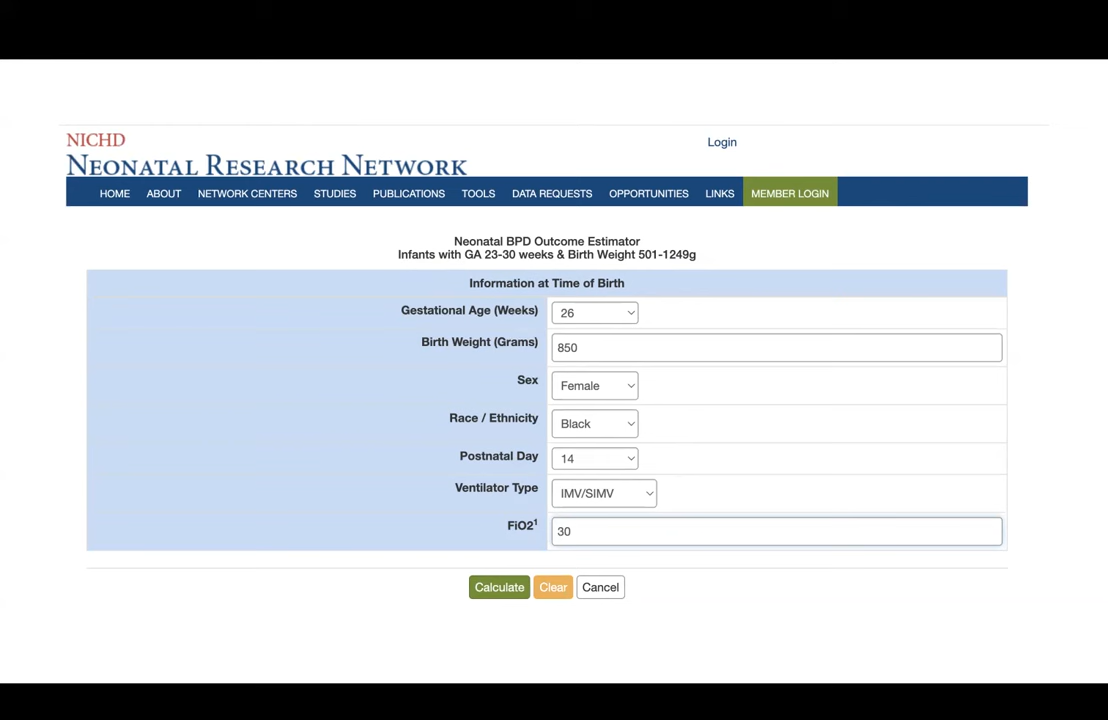 NICHD
Login
NEONATAL RESEARCH NETWORK
HOME ABOUT NETWORK CENTERS STUDIES PUBLICATIONS TOOLS DATA REQUESTS OPPORTUNITIES LINKS MEMBER LOGIN
Neonatal BPD Outcome Estimator
Infants with GA 23-30 weeks & Birth Weight 501-1249g
Information at Time of Birth
Gestational Age (Weeks) 26
Birth Weight (Grams) 850
Sex Female
Race / Ethnicity Black
Postnatal Day 14
Ventilator Type IMV/SIMV
FiO2¹ 30
Calculate Clear Cancel